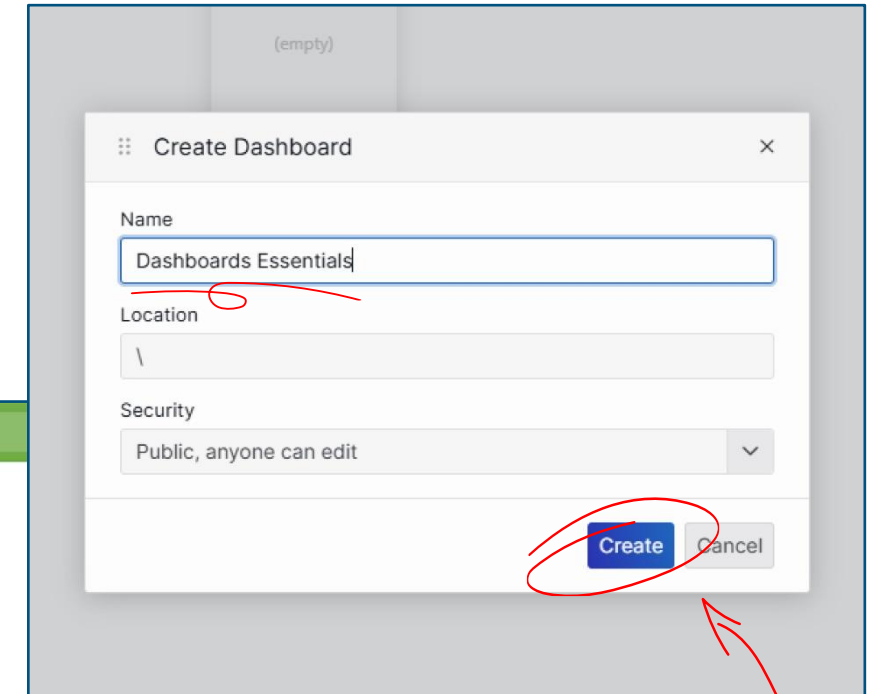 (empty)
Create Dashboard
Name
Dashboards Essentials
Location
\
Security
Public, anyone can edit
Create Cancel